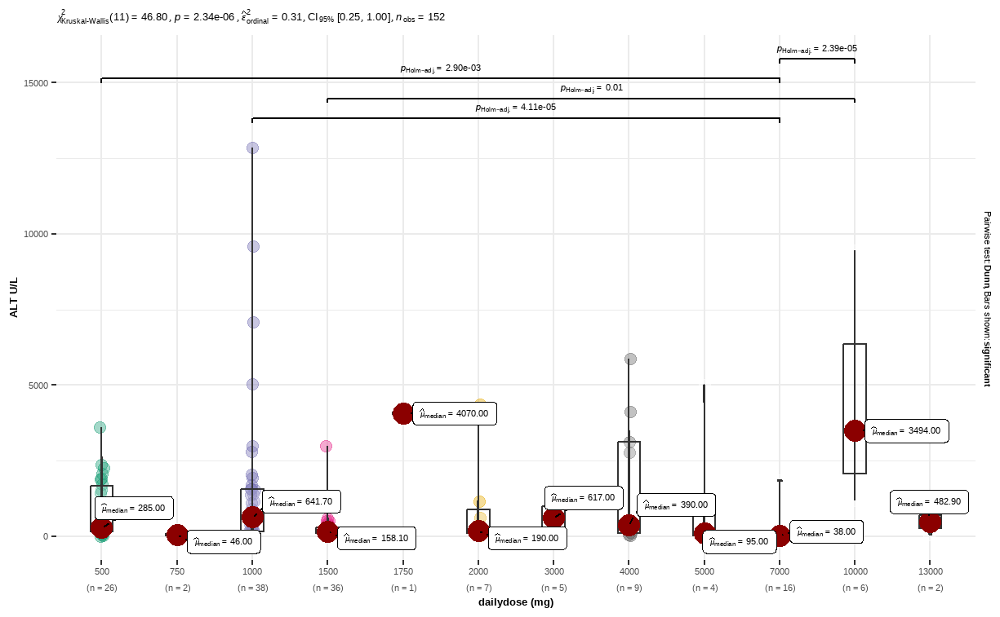 χ²Kruskal-Wallis(11) = 46.80, p = 2.34e-06, ε̂²ordinal = 0.31, CI95% [0.25, 1.00], nobs = 152
pHolm-adj. = 2.39e-05
pHolm-adj. = 2.90e-03
pHolm-adj. = 0.01
pHolm-adj. = 4.11e-05
15000
10000
5000
0
ALT U/L
μ̂median = 285.00
μ̂median = 46.00
μ̂median = 641.70
μ̂median = 158.10
μ̂median = 4070.00
μ̂median = 190.00
μ̂median = 617.00
μ̂median = 390.00
μ̂median = 95.00
μ̂median = 38.00
μ̂median = 3494.00
μ̂median = 482.90
500 750 1000 1500 1750 2000 3000 4000 5000 7000 10000 13000
(n = 26) (n = 2) (n = 38) (n = 36) (n = 1) (n = 7) (n = 5) (n = 9) (n = 4) (n = 16) (n = 6) (n = 2)
dailydose (mg)
Pairwise test: Dunn, Bars shown: significant